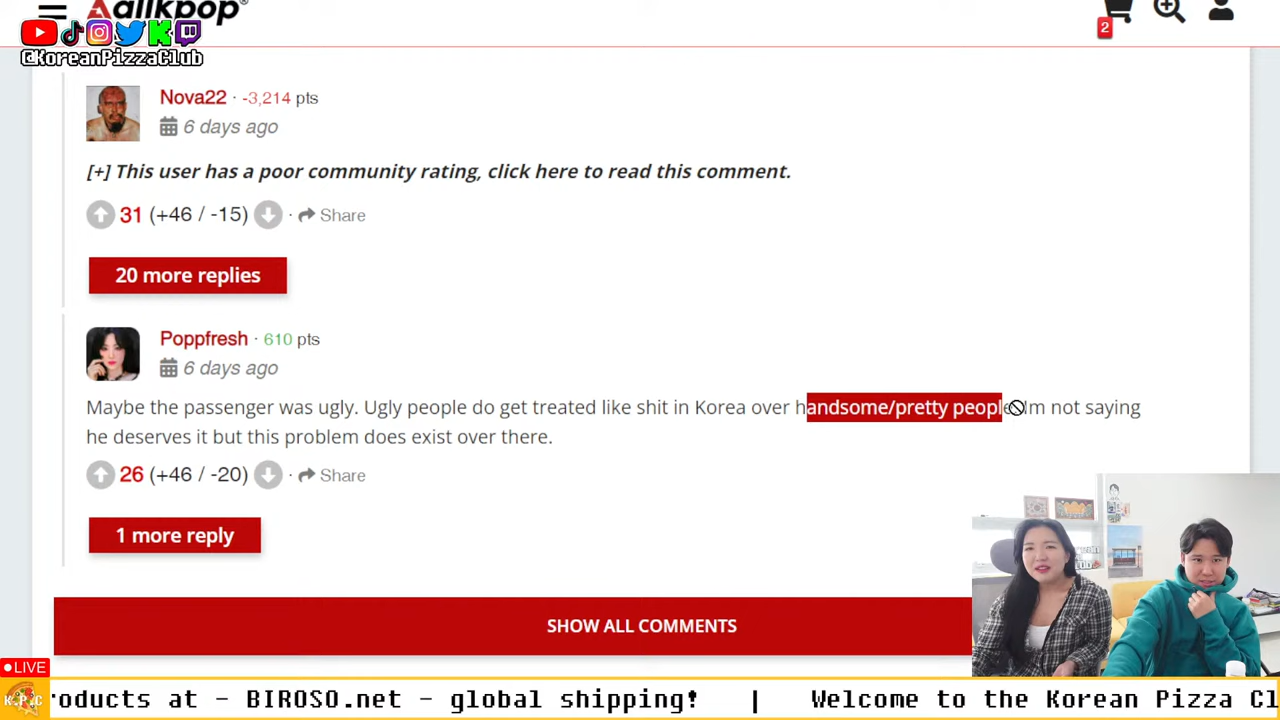 allkpop
2
@KoreanPizzaClub
Nova22 · -3,214 pts
6 days ago
[+] This user has a poor community rating, click here to read this comment.
31 (+46 / -15) · Share
20 more replies
Poppfresh · 610 pts
6 days ago
Maybe the passenger was ugly. Ugly people do get treated like shit in Korea over handsome/pretty people Im not saying
he deserves it but this problem does exist over there.
26 (+46 / -20) · Share
1 more reply
SHOW ALL COMMENTS
LIVE
K.P.C
roducts at - BIROSO.net - global shipping! | Welcome to the Korean Pizza Cl